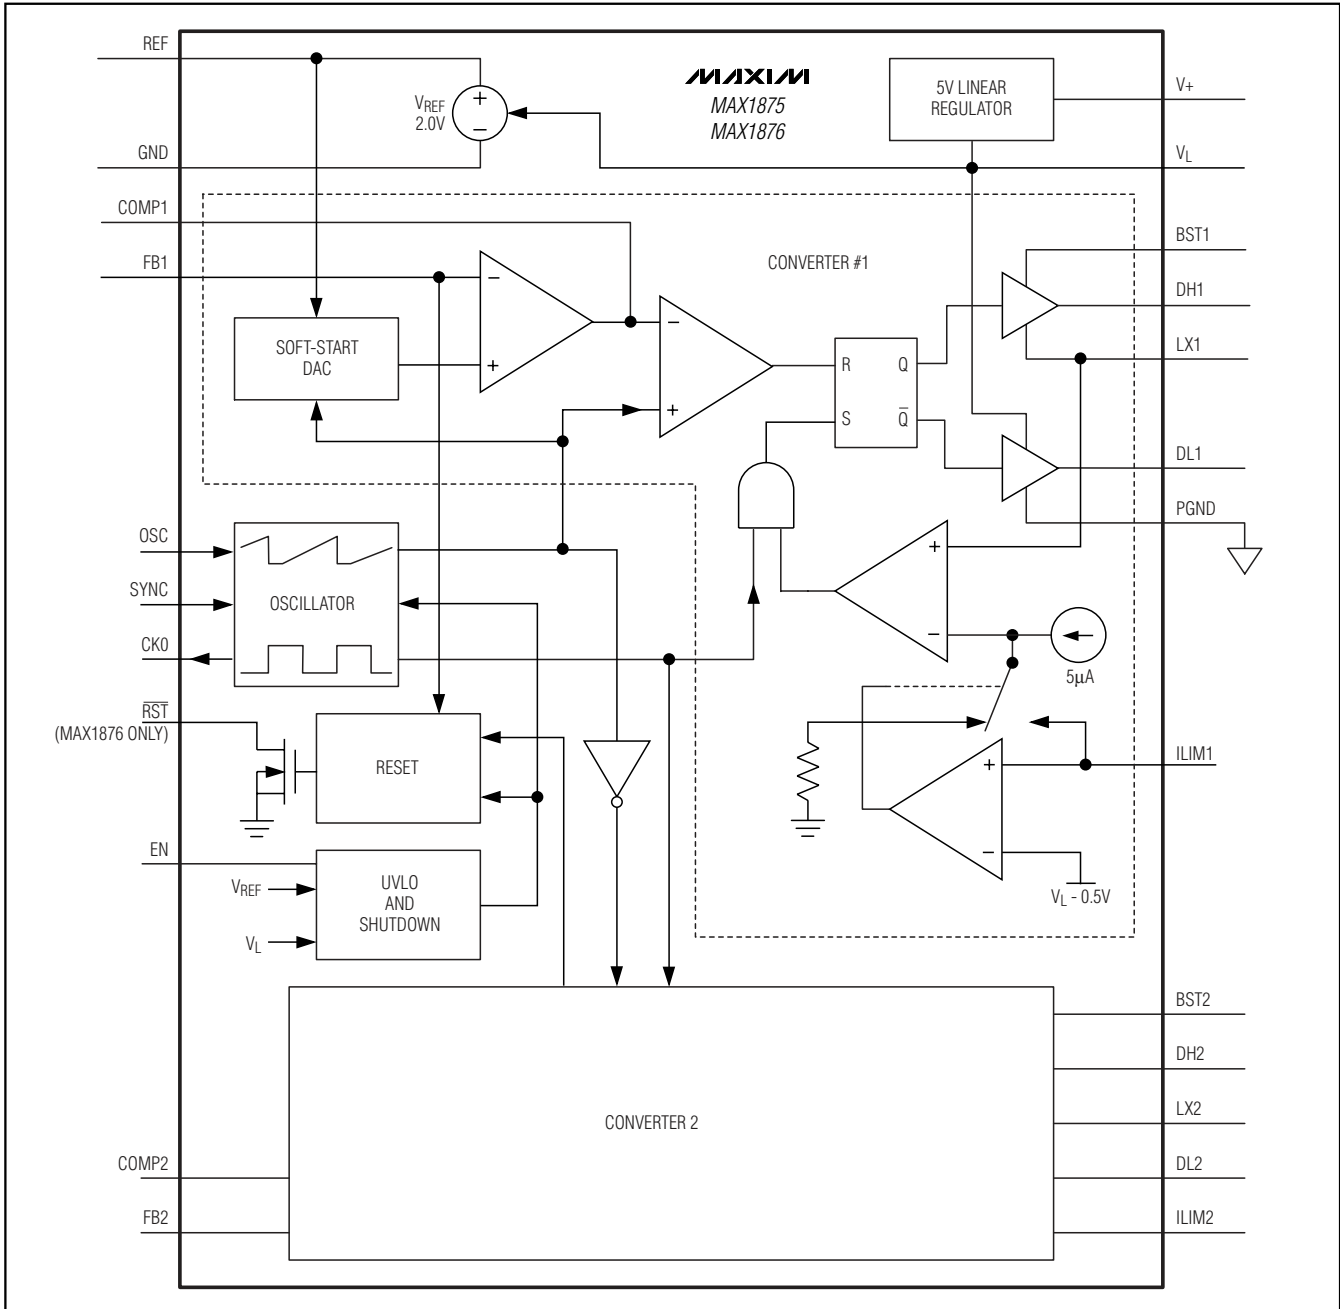 REF
MAXIM
MAX1875
MAX1876
VREF
2.0V
+
−
5V LINEAR
REGULATOR
V+
GND
VL
COMP1
BST1
FB1
CONVERTER #1
DH1
LX1
−
+
SOFT-START
DAC
−
+
R
Q
S
Q̅
DL1
PGND
OSC
SYNC
CK0
OSCILLATOR
+
−
5µA
R̅S̅T̅
(MAX1876 ONLY)
RESET
ILIM1
+
−
VL - 0.5V
EN
VREF
VL
UVLO
AND
SHUTDOWN
BST2
DH2
LX2
DL2
ILIM2
CONVERTER 2
COMP2
FB2